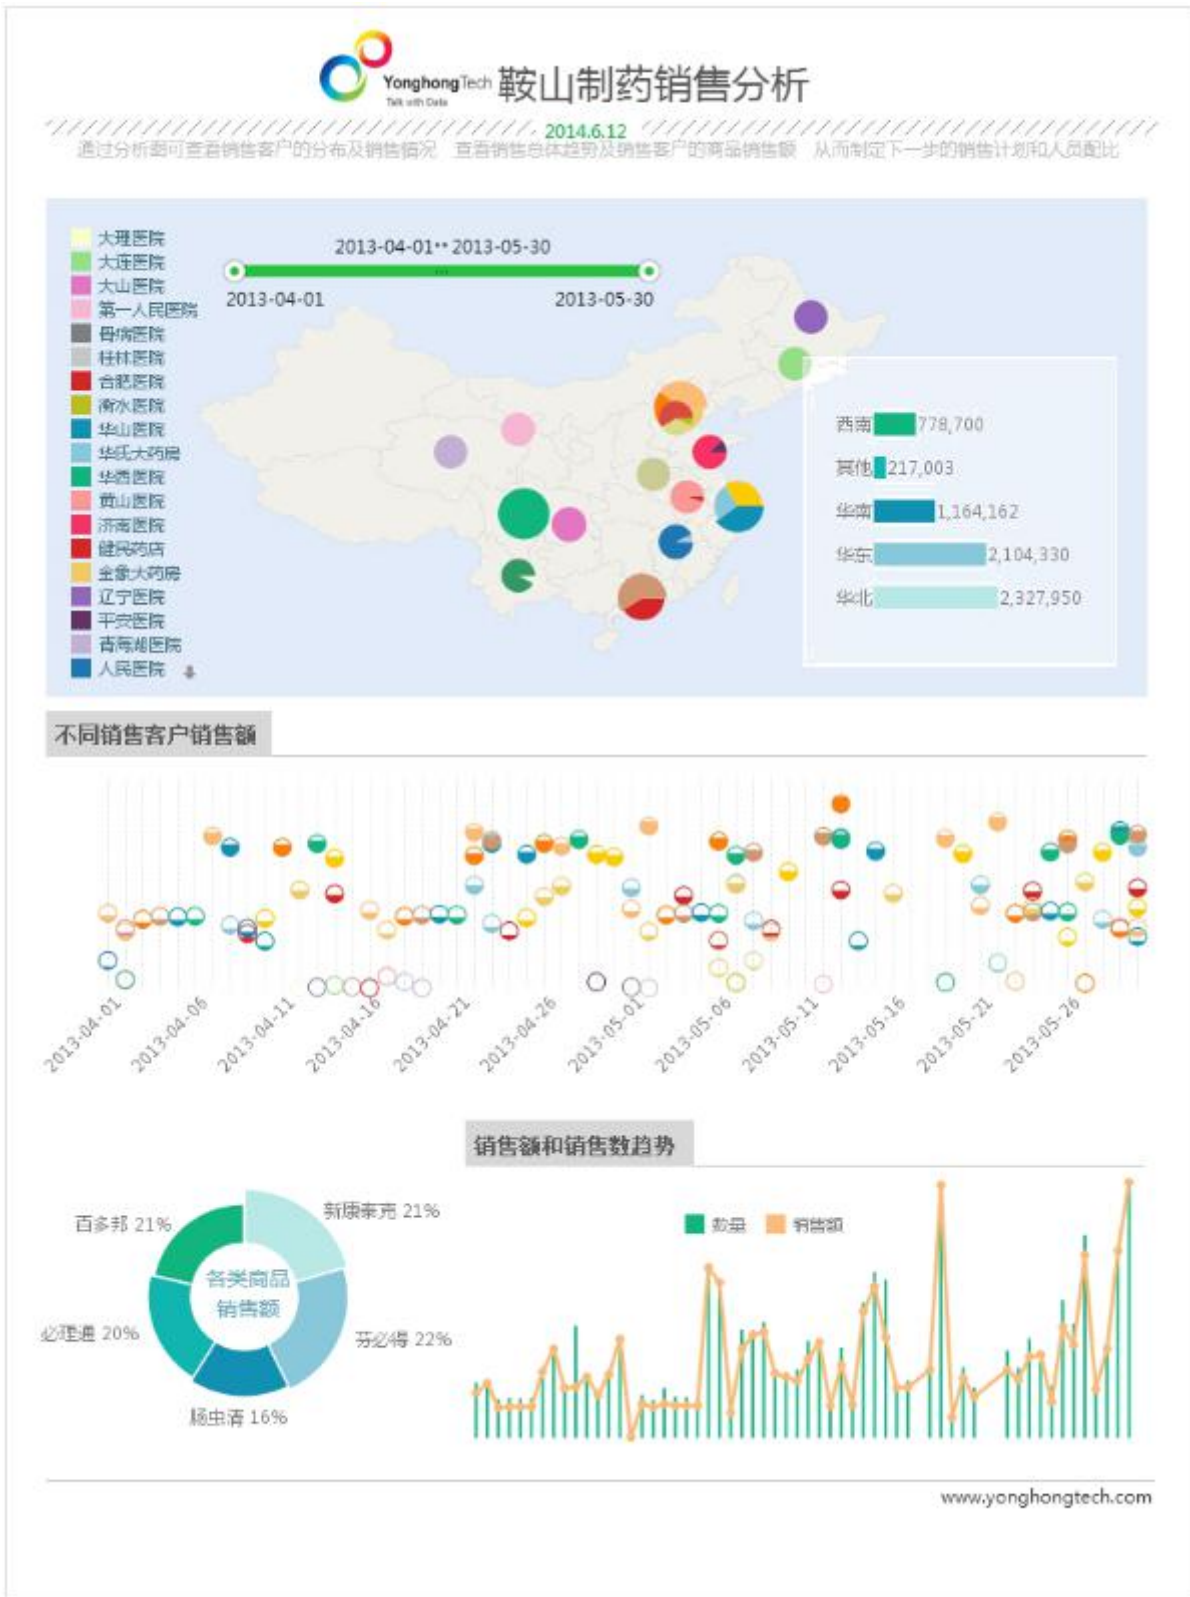 YonghongTech
Talk with Data
鞍山制药销售分析
2014.6.12
通过分析图可查看销售客户的分布及销售情况 查看销售总体趋势及销售客户的商品销售额 从而制定下一步的销售计划和人员配比
大理医院
大连医院
大山医院
第一人民医院
骨病医院
桂林医院
合肥医院
衡水医院
华山医院
华氏大药房
华西医院
黄山医院
济南医院
健民药店
金象大药房
辽宁医院
平安医院
青海湖医院
人民医院
2013-04-01··2013-05-30
2013-04-01
2013-05-30
西南 778,700
其他 217,003
华南 1,164,162
华东 2,104,330
华北 2,327,950
不同销售客户销售额
2013-04-01
2013-04-06
2013-04-11
2013-04-16
2013-04-21
2013-04-26
2013-05-01
2013-05-06
2013-05-11
2013-05-16
2013-05-21
2013-05-26
销售额和销售数趋势
百多邦 21%
新康泰克 21%
必理通 20%
芬必得 22%
肠虫清 16%
各类商品
销售额
数量
销售额
www.yonghongtech.com